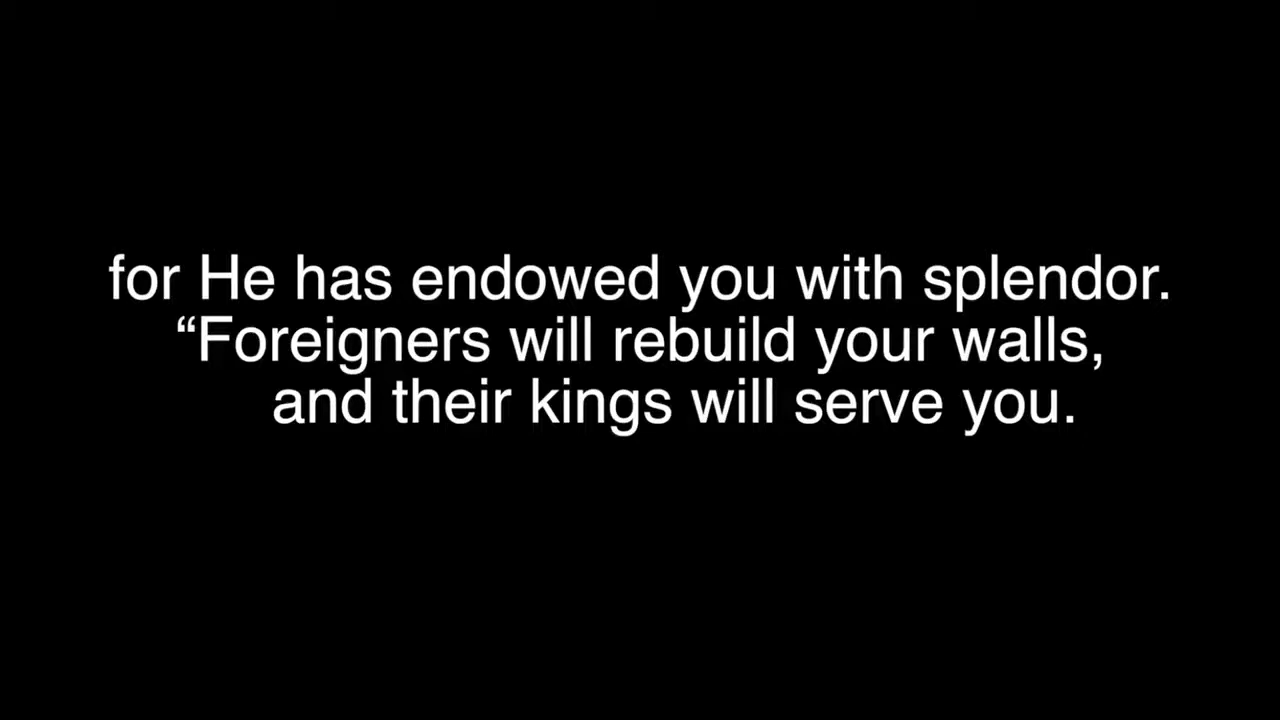 for He has endowed you with splendor.
“Foreigners will rebuild your walls,
and their kings will serve you.